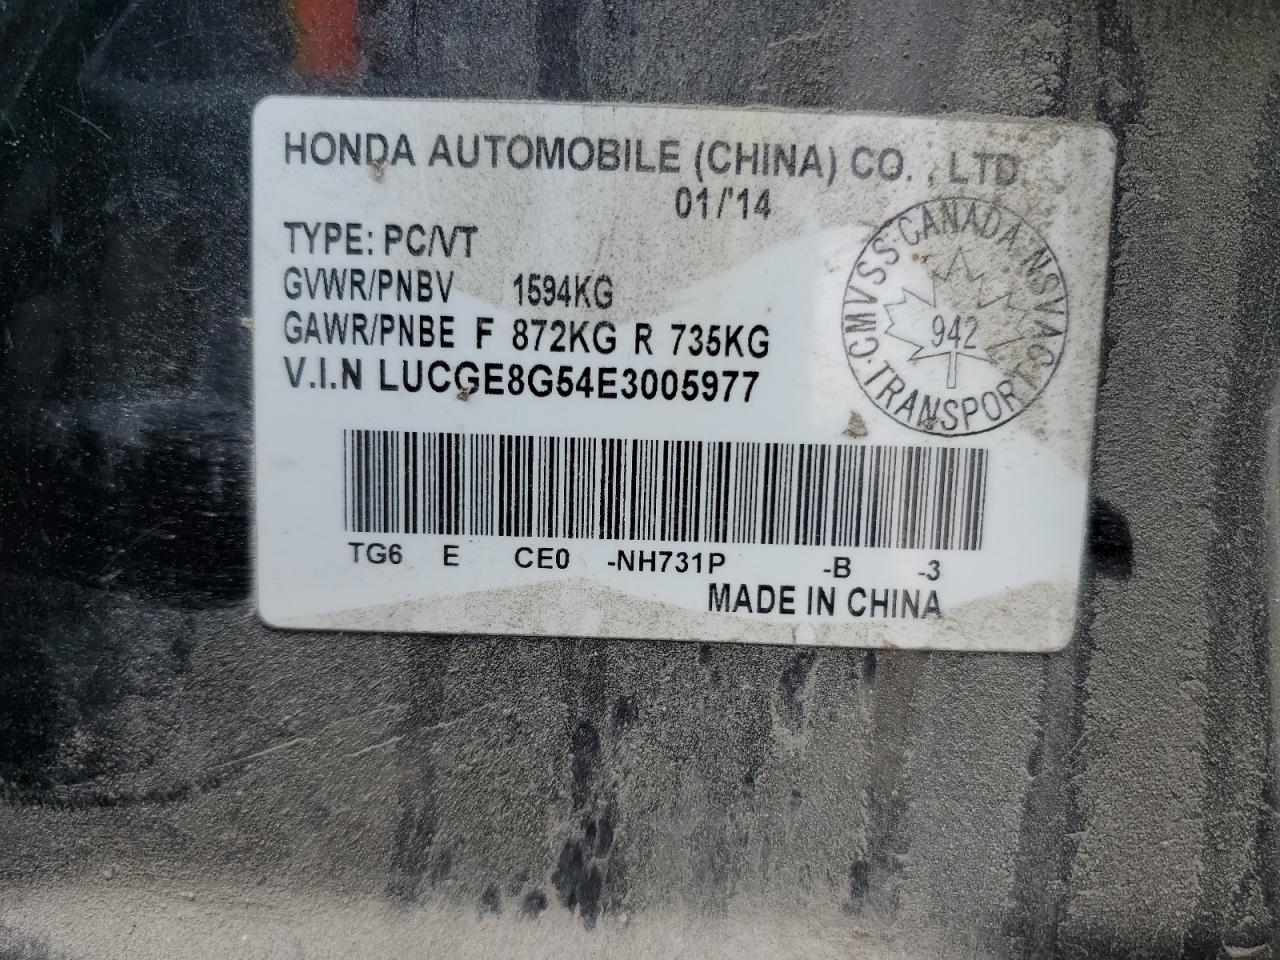 HONDA AUTOMOBILE (CHINA) CO., LTD.
01/'14
TYPE: PC/VT
GVWR/PNBV 1594KG
GAWR/PNBE F 872KG R 735KG
V.I.N LUCGE8G54E3005977
CANADA·NSVAC·TRANSPORT·CMVSS·
942
TG6 E CE0 -NH731P -B -3
MADE IN CHINA